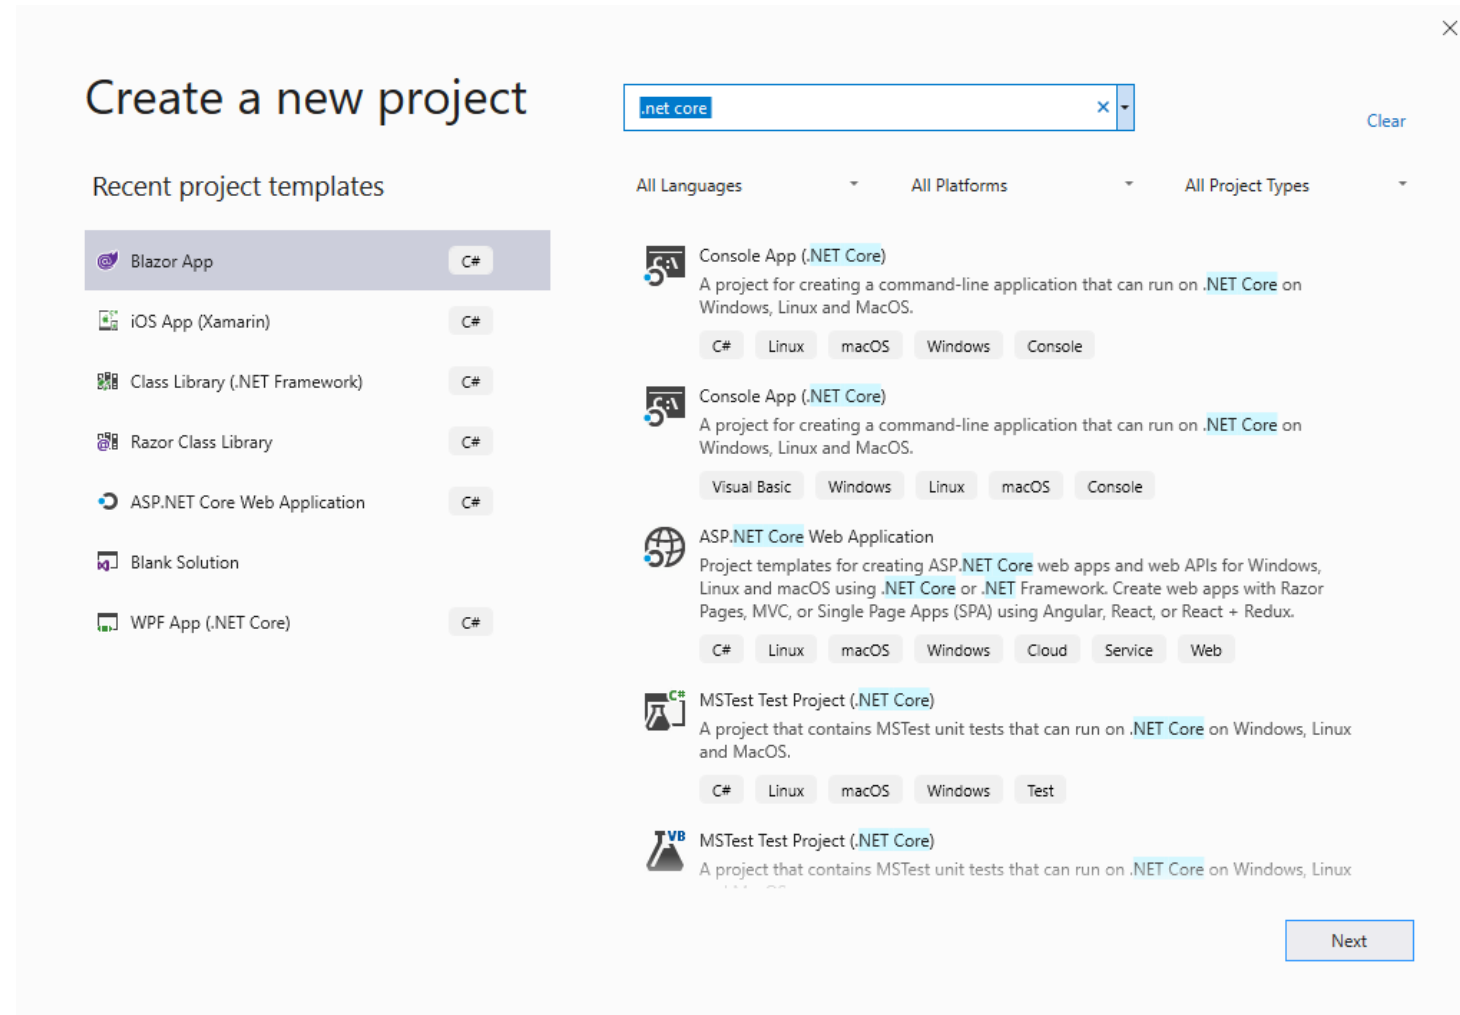 Create a new project
.net core
Clear
Recent project templates
All Languages
All Platforms
All Project Types
Blazor App
C#
iOS App (Xamarin)
C#
Class Library (.NET Framework)
C#
Razor Class Library
C#
ASP.NET Core Web Application
C#
Blank Solution
WPF App (.NET Core)
C#
Console App (.NET Core)
A project for creating a command-line application that can run on .NET Core on
Windows, Linux and MacOS.
C# Linux macOS Windows Console
Console App (.NET Core)
A project for creating a command-line application that can run on .NET Core on
Windows, Linux and MacOS.
Visual Basic Windows Linux macOS Console
ASP.NET Core Web Application
Project templates for creating ASP.NET Core web apps and web APIs for Windows,
Linux and macOS using .NET Core or .NET Framework. Create web apps with Razor
Pages, MVC, or Single Page Apps (SPA) using Angular, React, or React + Redux.
C# Linux macOS Windows Cloud Service Web
C#
MSTest Test Project (.NET Core)
A project that contains MSTest unit tests that can run on .NET Core on Windows, Linux
and MacOS.
C# Linux macOS Windows Test
VB
MSTest Test Project (.NET Core)
A project that contains MSTest unit tests that can run on .NET Core on Windows, Linux
Next